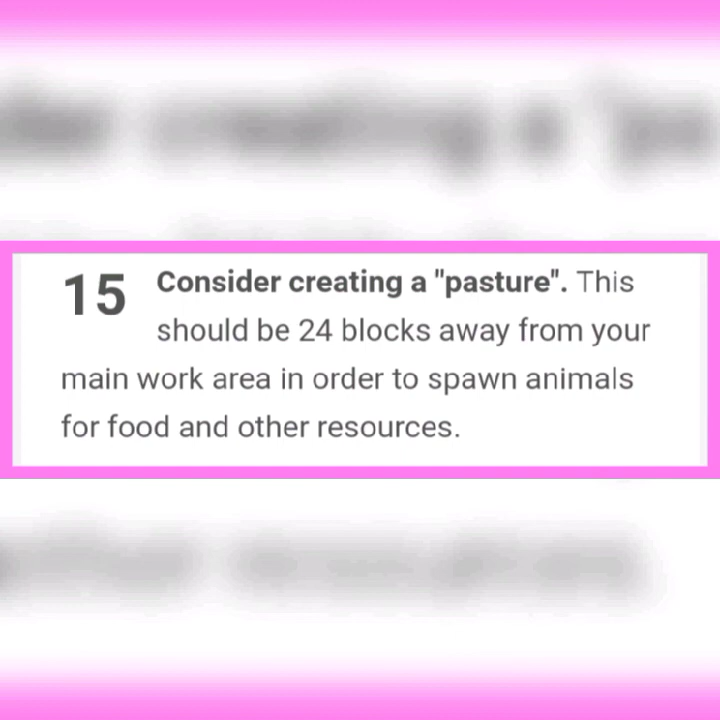 15 Consider creating a "pasture". This
should be 24 blocks away from your
main work area in order to spawn animals
for food and other resources.